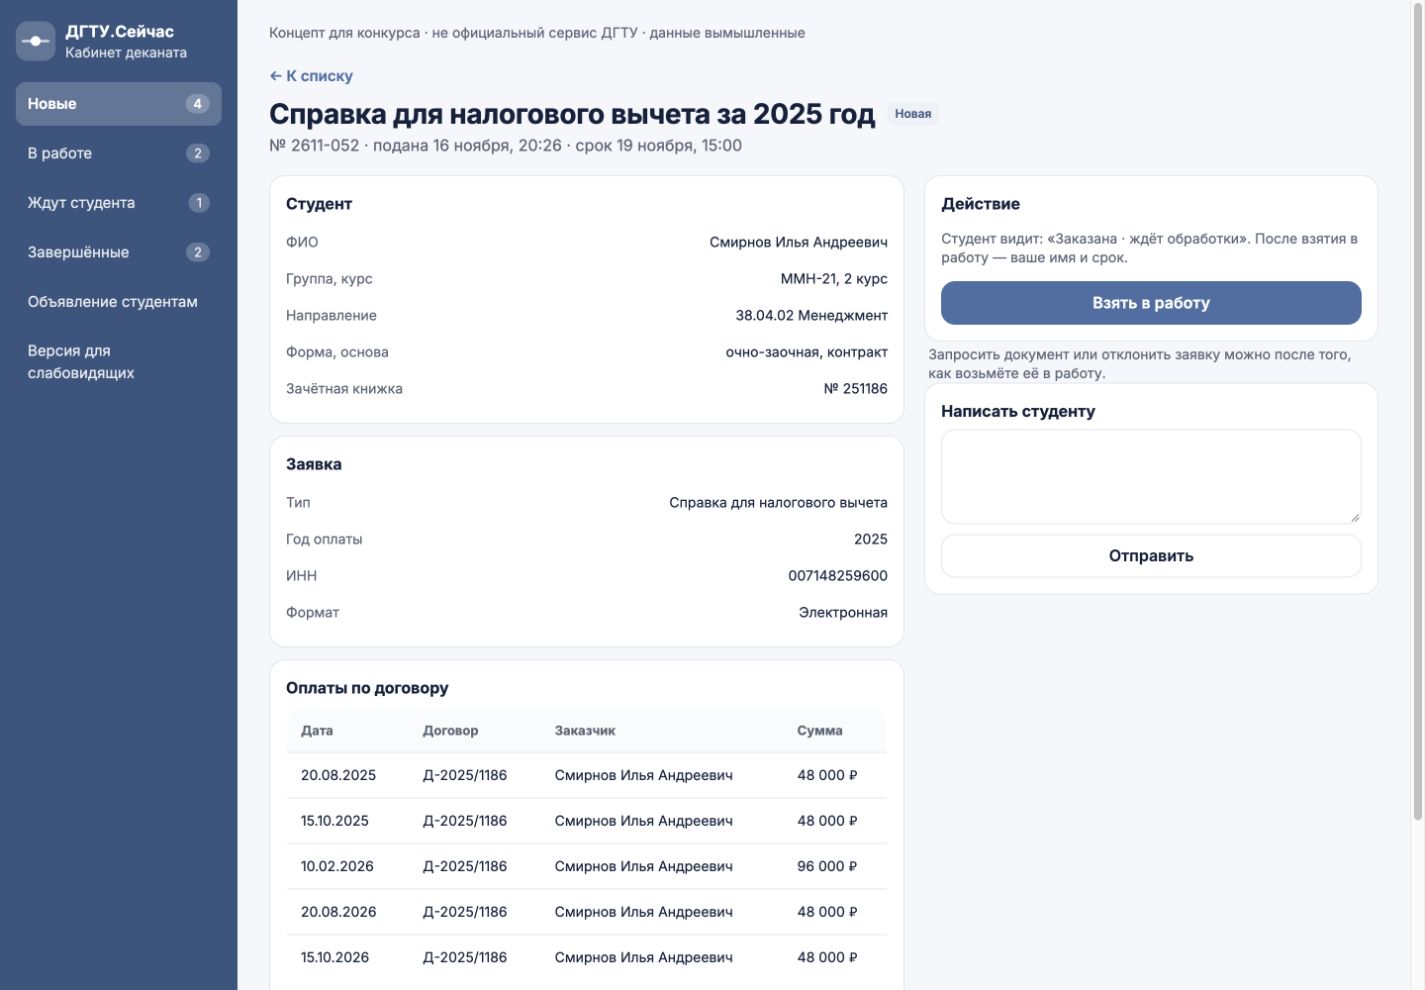 ДГТУ.Сейчас
Кабинет деканата
Новые 4
В работе 2
Ждут студента 1
Завершённые 2
Объявление студентам
Версия для
слабовидящих
Концепт для конкурса · не официальный сервис ДГТУ · данные вымышленные
← К списку
Справка для налогового вычета за 2025 год Новая
№ 2611-052 · подана 16 ноября, 20:26 · срок 19 ноября, 15:00
Студент
ФИО Смирнов Илья Андреевич
Группа, курс ММН-21, 2 курс
Направление 38.04.02 Менеджмент
Форма, основа очно-заочная, контракт
Зачётная книжка № 251186
Заявка
Тип Справка для налогового вычета
Год оплаты 2025
ИНН 007148259600
Формат Электронная
Оплаты по договору
Дата Договор Заказчик Сумма
20.08.2025 Д-2025/1186 Смирнов Илья Андреевич 48 000 ₽
15.10.2025 Д-2025/1186 Смирнов Илья Андреевич 48 000 ₽
10.02.2026 Д-2025/1186 Смирнов Илья Андреевич 96 000 ₽
20.08.2026 Д-2025/1186 Смирнов Илья Андреевич 48 000 ₽
15.10.2026 Д-2025/1186 Смирнов Илья Андреевич 48 000 ₽
Действие
Студент видит: «Заказана · ждёт обработки». После взятия в
работу — ваше имя и срок.
Взять в работу
Запросить документ или отклонить заявку можно после того,
как возьмёте её в работу.
Написать студенту
Отправить